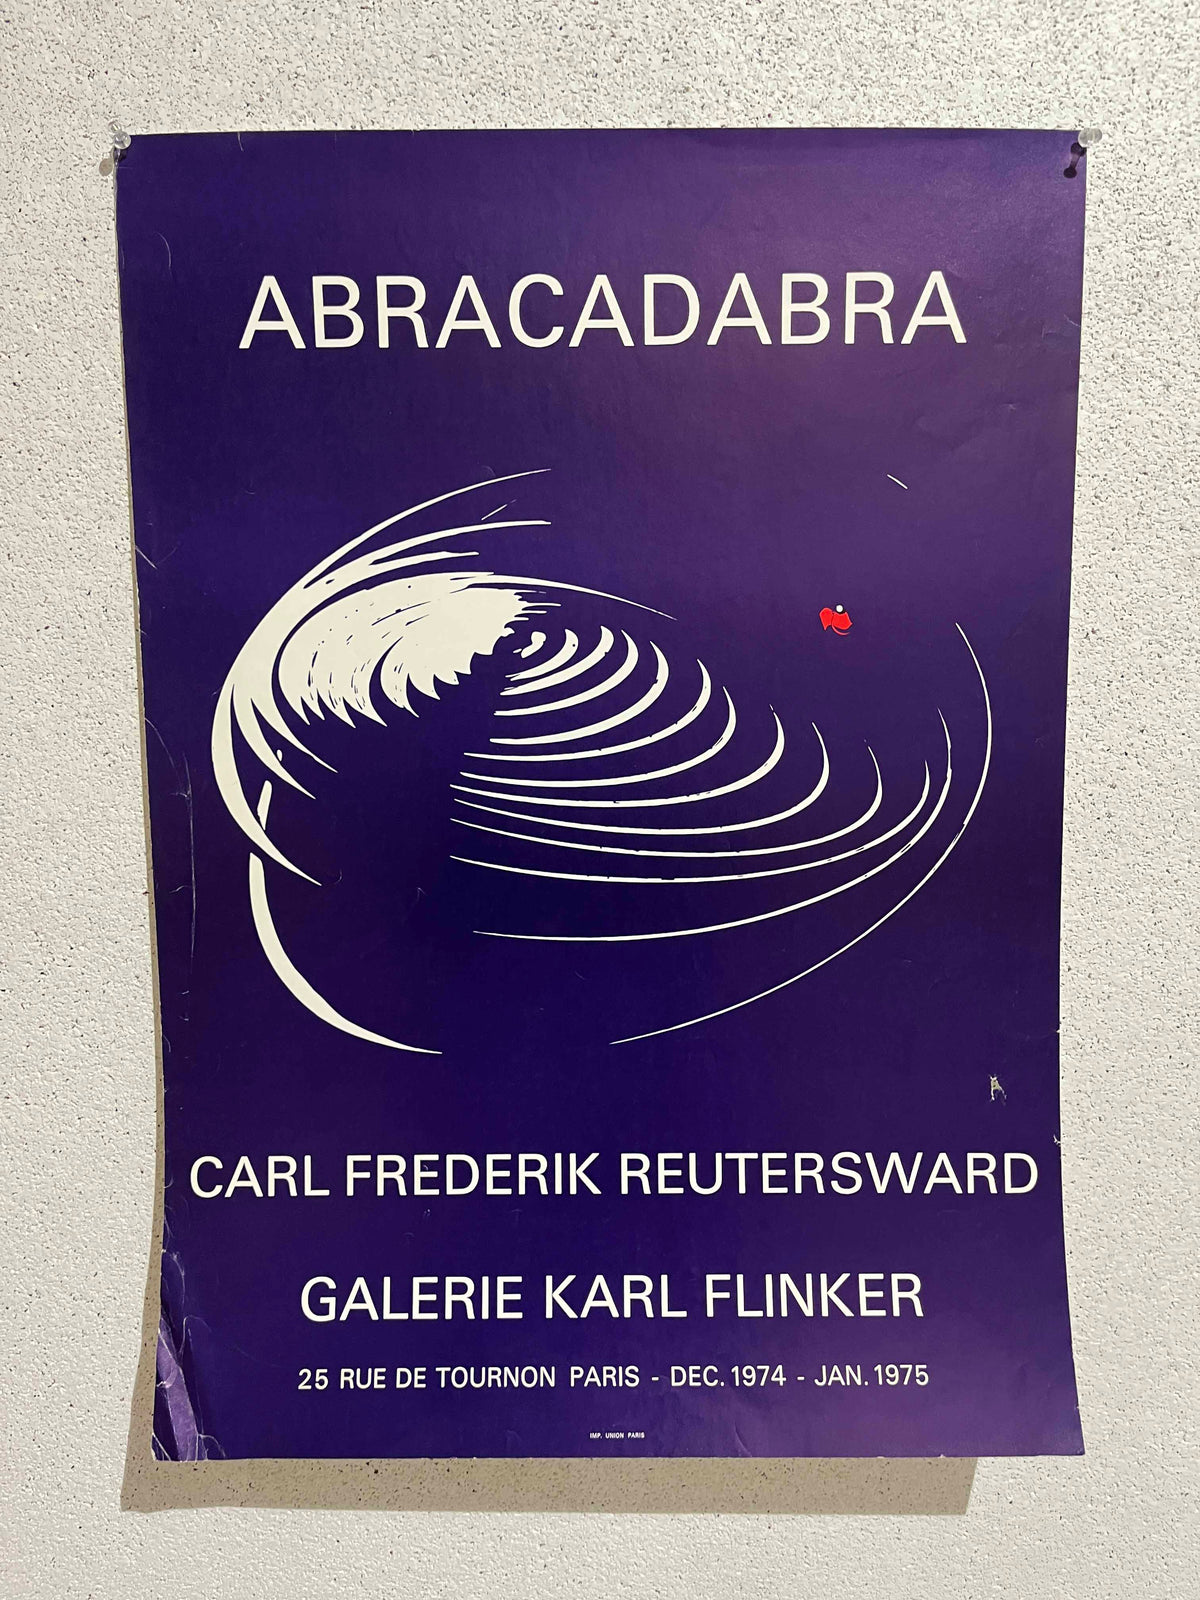 ABRACADABRA
CARL FREDERIK REUTERSWARD
GALERIE KARL FLINKER
25 RUE DE TOURNON PARIS - DEC. 1974 - JAN. 1975
IMP. UNION PARIS